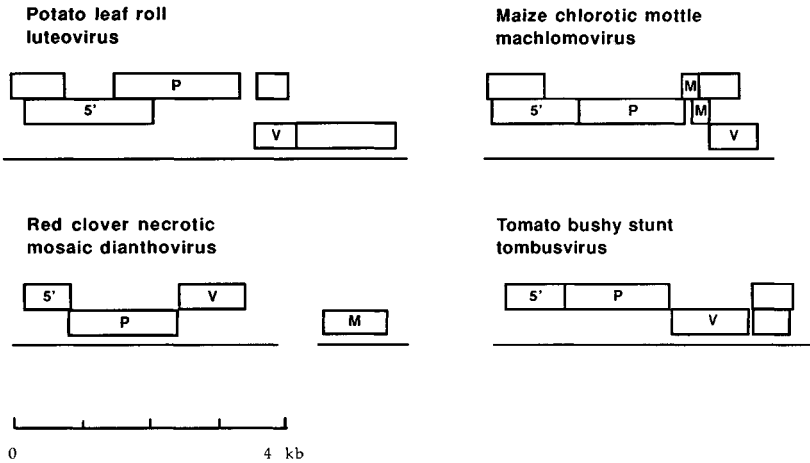 Potato leaf roll
luteovirus
P
5'
V
Maize chlorotic mottle
machlomovirus
M
5' P M
V
Red clover necrotic
mosaic dianthovirus
5' V
P M
Tomato bushy stunt
tombusvirus
5' P
V
0 4 kb